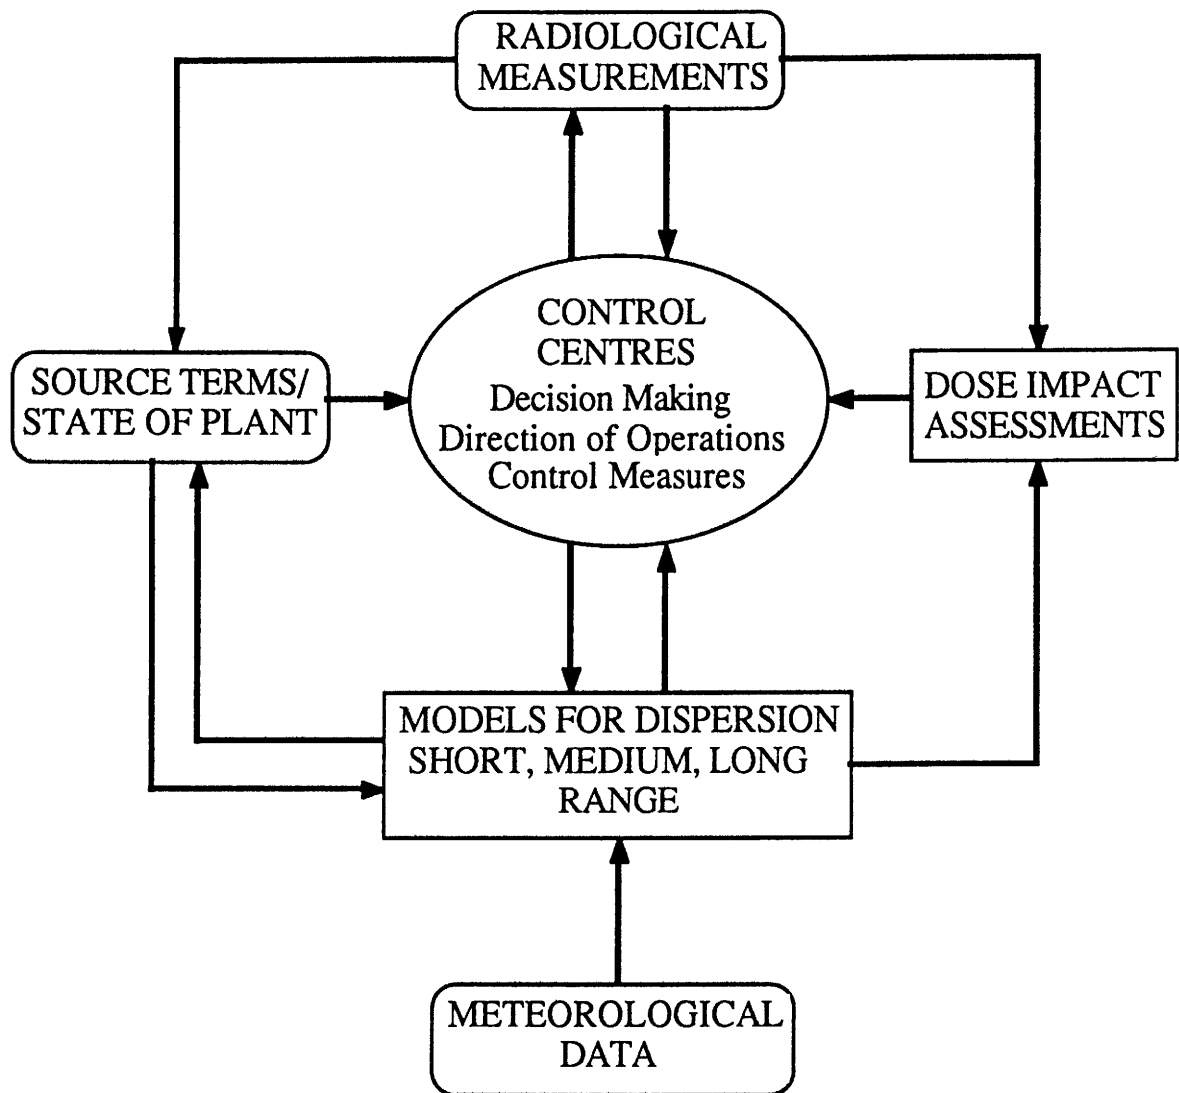 RADIOLOGICAL
MEASUREMENTS
CONTROL
CENTRES
Decision Making
Direction of Operations
Control Measures
SOURCE TERMS/
STATE OF PLANT
DOSE IMPACT
ASSESSMENTS
MODELS FOR DISPERSION
SHORT, MEDIUM, LONG
RANGE
METEOROLOGICAL
DATA